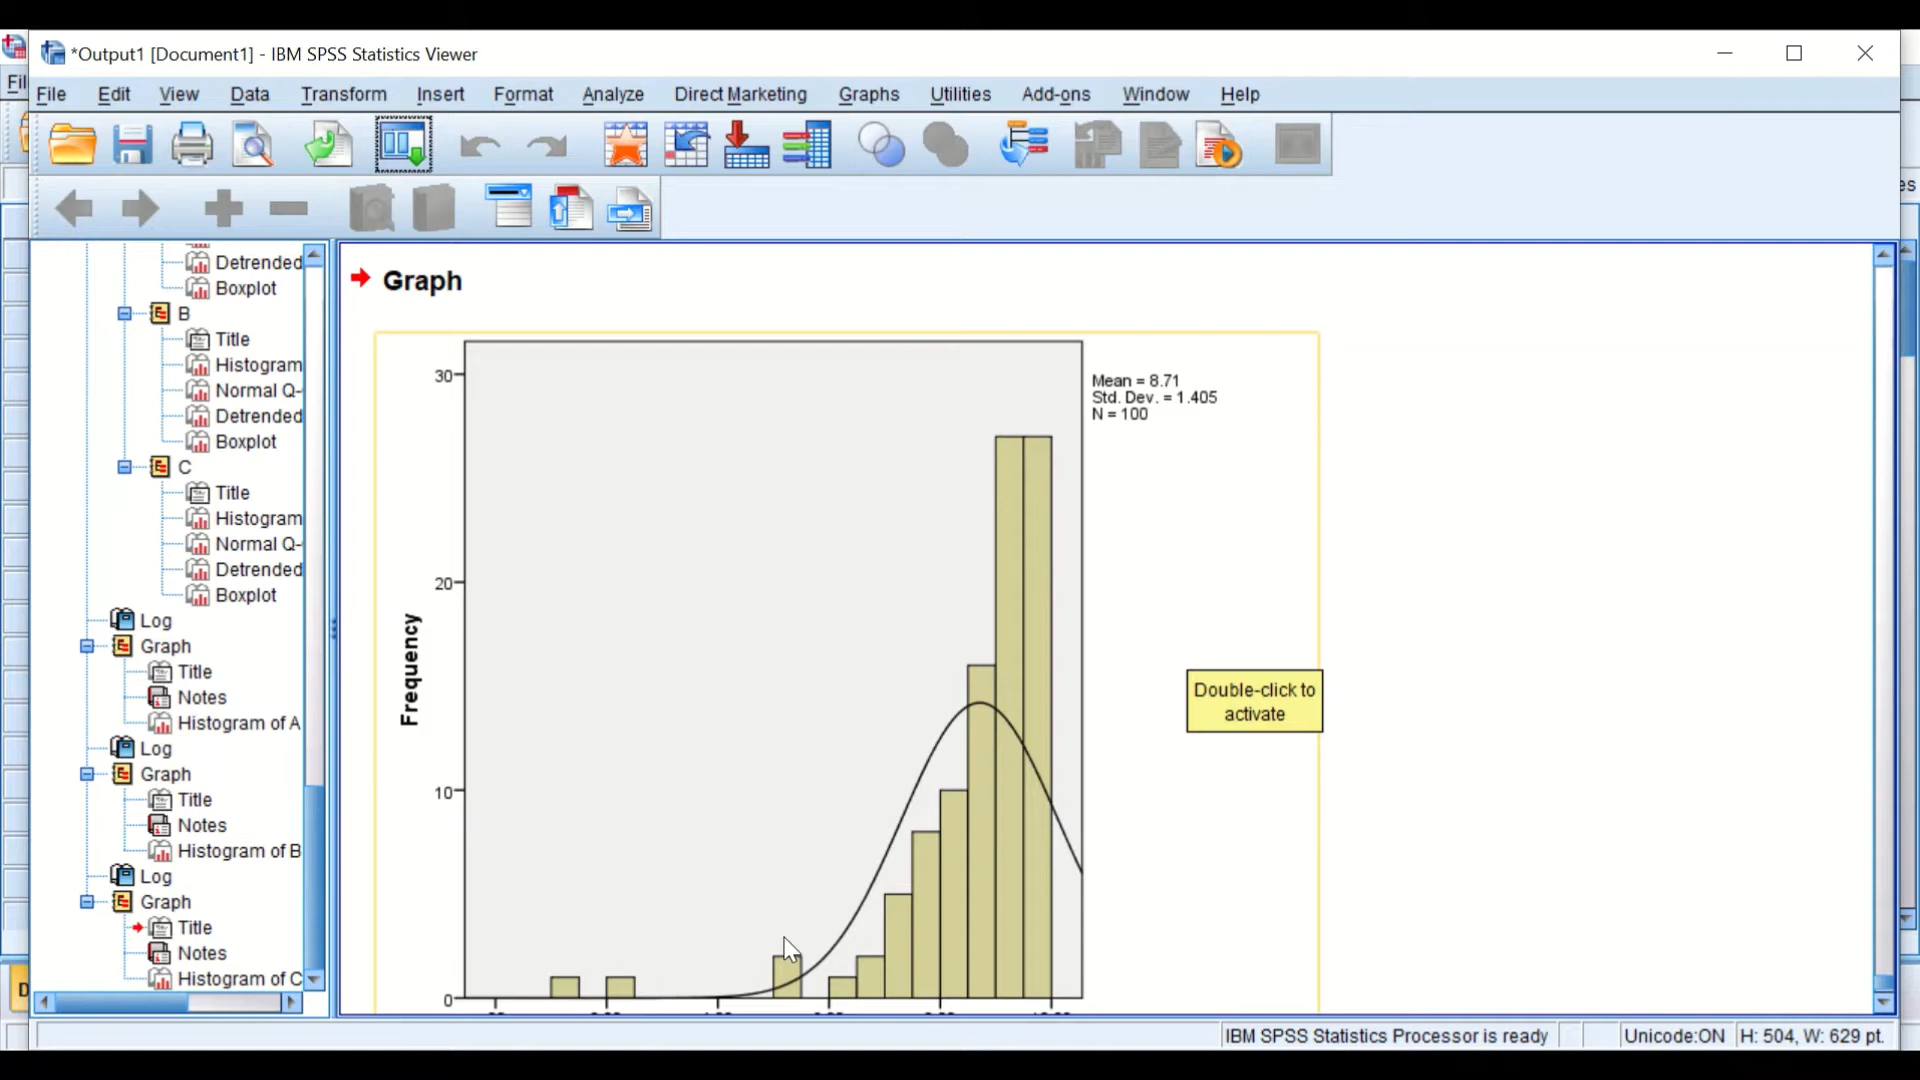 *Output1 [Document1] - IBM SPSS Statistics Viewer
File Edit View Data Transform Insert Format Analyze Direct Marketing Graphs Utilities Add-ons Window Help
Detrended
Boxplot
B
Title
Histogram
Normal Q-
Detrended
Boxplot
C
Title
Histogram
Normal Q-
Detrended
Boxplot
Log
Graph
Title
Notes
Histogram of A
Log
Graph
Title
Notes
Histogram of B
Log
Graph
Title
Notes
Histogram of C
Graph
30
20
10
0
Frequency
Mean = 8.71
Std. Dev. = 1.405
N = 100
Double-click to
activate
IBM SPSS Statistics Processor is ready
Unicode:ON
H: 504, W: 629 pt.